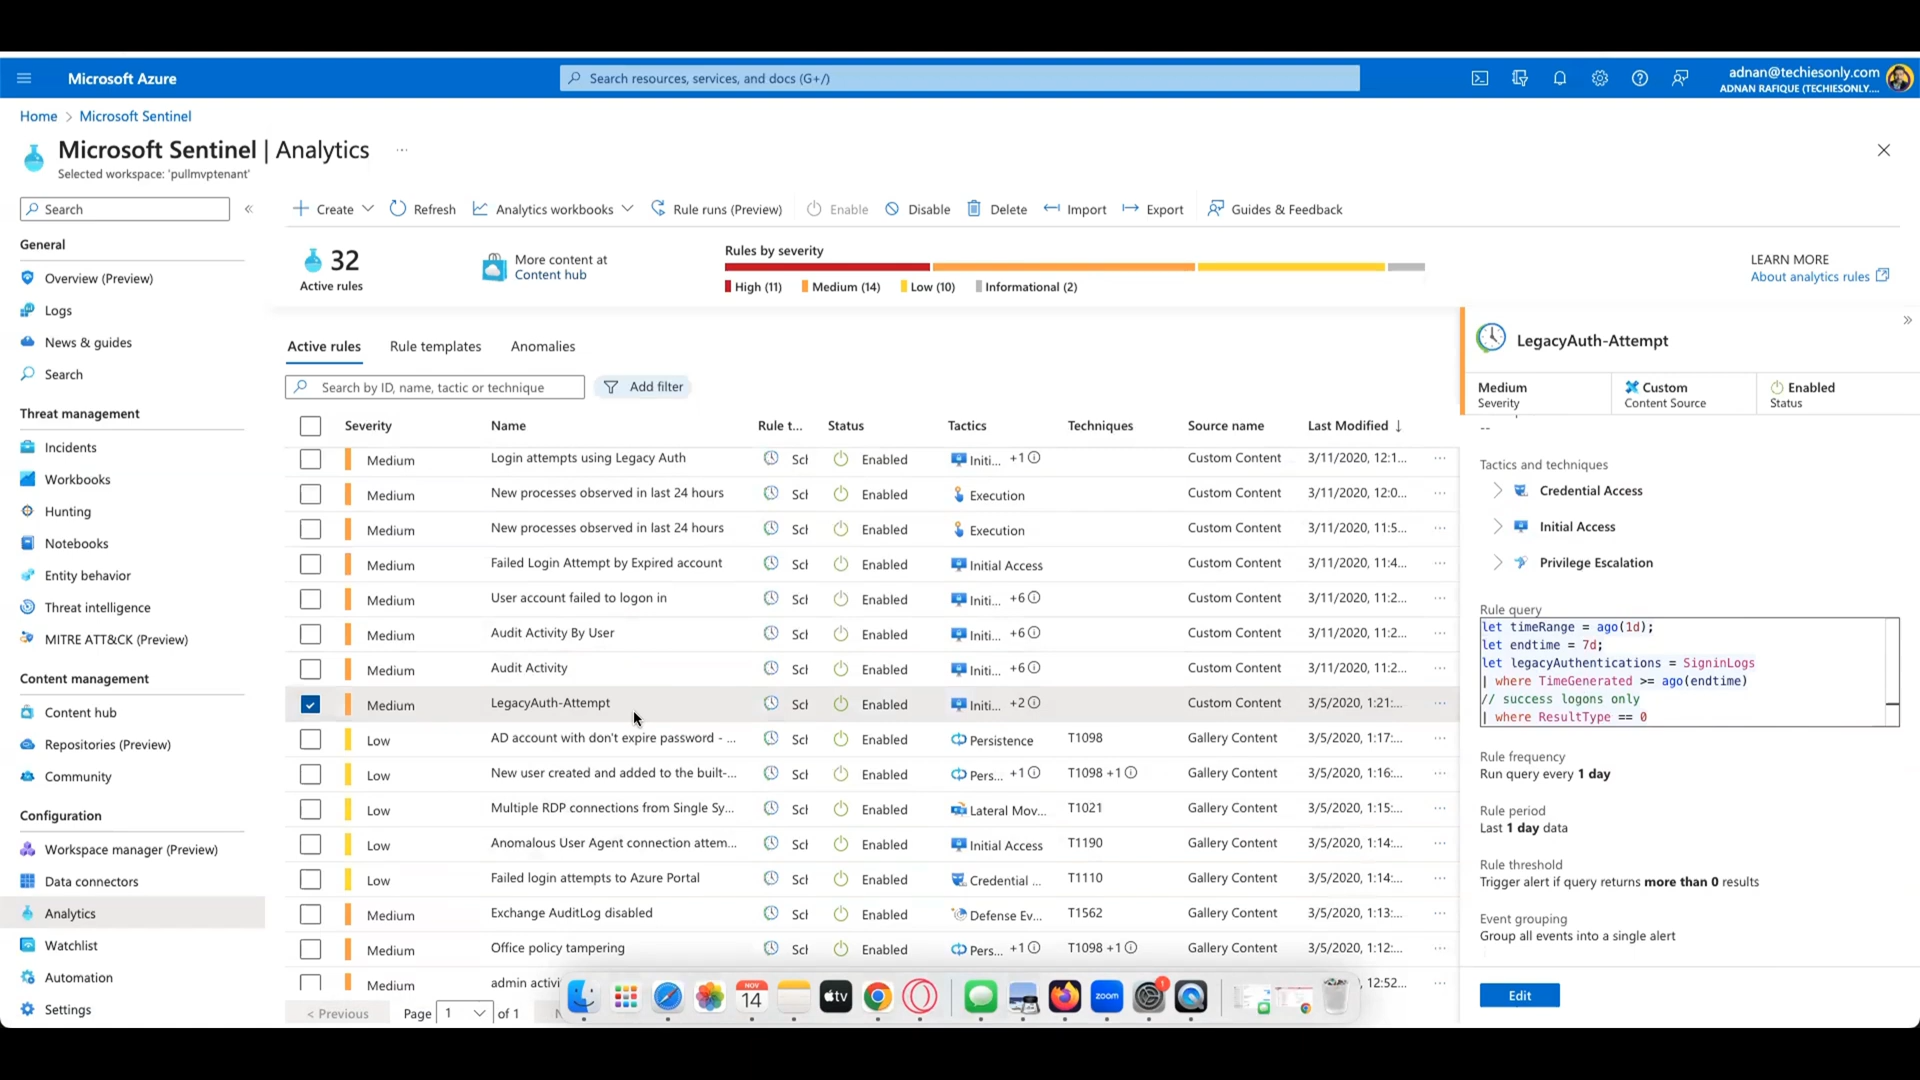 Microsoft Azure
Search resources, services, and docs (G+/)
adnan@techiesonly.com
ADNAN RAFIQUE (TECHIESONLY....
Home > Microsoft Sentinel
Microsoft Sentinel | Analytics ...
Selected workspace: 'pullmvptenant'
Search «
Create Refresh Analytics workbooks Rule runs (Preview) Enable Disable Delete Import Export Guides & Feedback
General
Overview (Preview)
Logs
News & guides
Search
Threat management
Incidents
Workbooks
Hunting
Notebooks
Entity behavior
Threat intelligence
MITRE ATT&CK (Preview)
Content management
Content hub
Repositories (Preview)
Community
Configuration
Workspace manager (Preview)
Data connectors
Analytics
Watchlist
Automation
Settings
32
Active rules
More content at
Content hub
Rules by severity
High (11) Medium (14) Low (10) Informational (2)
LEARN MORE
About analytics rules
Active rules Rule templates Anomalies
Search by ID, name, tactic or technique Add filter
Severity Name Rule t... Status Tactics Techniques Source name Last Modified ↓
Medium Login attempts using Legacy Auth Scl Enabled Initi... +1 Custom Content 3/11/2020, 12:1... ...
Medium New processes observed in last 24 hours Scl Enabled Execution Custom Content 3/11/2020, 12:0... ...
Medium New processes observed in last 24 hours Scl Enabled Execution Custom Content 3/11/2020, 11:5... ...
Medium Failed Login Attempt by Expired account Scl Enabled Initial Access Custom Content 3/11/2020, 11:4... ...
Medium User account failed to logon in Scl Enabled Initi... +6 Custom Content 3/11/2020, 11:2... ...
Medium Audit Activity By User Scl Enabled Initi... +6 Custom Content 3/11/2020, 11:2... ...
Medium Audit Activity Scl Enabled Initi... +6 Custom Content 3/11/2020, 11:2... ...
Medium LegacyAuth-Attempt Scl Enabled Initi... +2 Custom Content 3/5/2020, 1:21:... ...
Low AD account with don't expire password - ... Scl Enabled Persistence T1098 Gallery Content 3/5/2020, 1:17:... ...
Low New user created and added to the built-... Scl Enabled Pers... +1 T1098 +1 Gallery Content 3/5/2020, 1:16:... ...
Low Multiple RDP connections from Single Sy... Scl Enabled Lateral Mov... T1021 Gallery Content 3/5/2020, 1:15:... ...
Low Anomalous User Agent connection attem... Scl Enabled Initial Access T1190 Gallery Content 3/5/2020, 1:14:... ...
Low Failed login attempts to Azure Portal Scl Enabled Credential ... T1110 Gallery Content 3/5/2020, 1:14:... ...
Medium Exchange AuditLog disabled Scl Enabled Defense Ev... T1562 Gallery Content 3/5/2020, 1:13:... ...
Medium Office policy tampering Scl Enabled Pers... +1 T1098 +1 Gallery Content 3/5/2020, 1:12:... ...
Medium admin activi 12:52... ...
< Previous Page 1 of 1
NOV
14
tv
zoom
1
LegacyAuth-Attempt
Medium
Severity
Custom
Content Source
Enabled
Status
--
Tactics and techniques
Credential Access
Initial Access
Privilege Escalation
Rule query
let timeRange = ago(1d);
let endtime = 7d;
let legacyAuthentications = SigninLogs
| where TimeGenerated >= ago(endtime)
// success logons only
| where ResultType == 0
Rule frequency
Run query every 1 day
Rule period
Last 1 day data
Rule threshold
Trigger alert if query returns more than 0 results
Event grouping
Group all events into a single alert
Edit